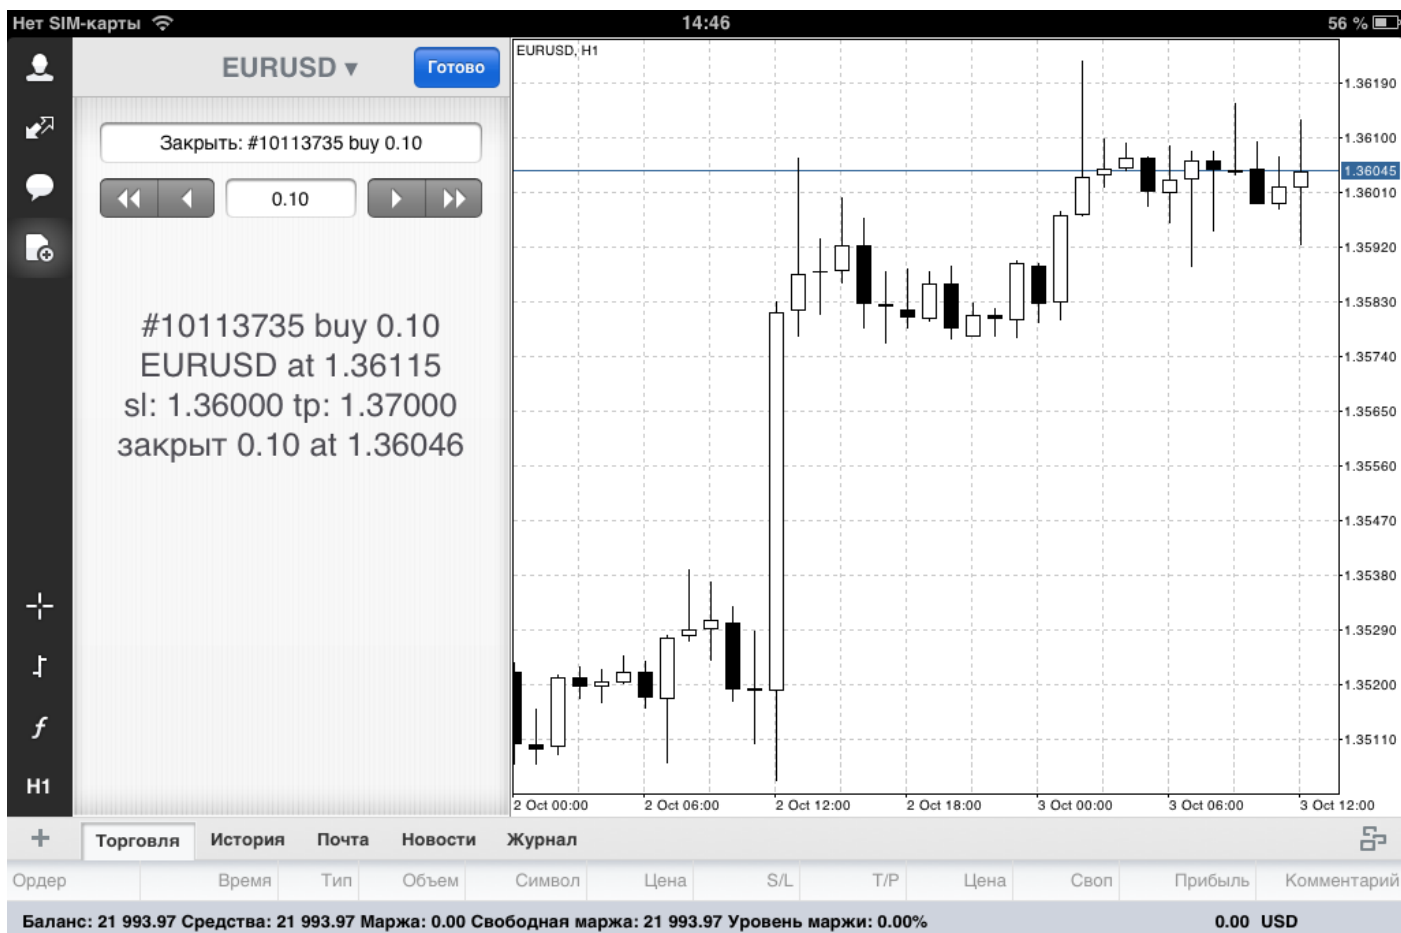 Нет SIM-карты 14:46 56 %
EURUSD ▾ Готово
Закрыть: #10113735 buy 0.10
0.10
#10113735 buy 0.10
EURUSD at 1.36115
sl: 1.36000 tp: 1.37000
закрыт 0.10 at 1.36046
f
H1
EURUSD, H1
1.36190
1.36100
1.36045
1.36010
1.35920
1.35830
1.35740
1.35650
1.35560
1.35470
1.35380
1.35290
1.35200
1.35110
2 Oct 00:00 2 Oct 06:00 2 Oct 12:00 2 Oct 18:00 3 Oct 00:00 3 Oct 06:00 3 Oct 12:00
Торговля История Почта Новости Журнал
Ордер Время Тип Объем Символ Цена S/L T/P Цена Своп Прибыль Комментарий
Баланс: 21 993.97 Средства: 21 993.97 Маржа: 0.00 Свободная маржа: 21 993.97 Уровень маржи: 0.00% 0.00 USD